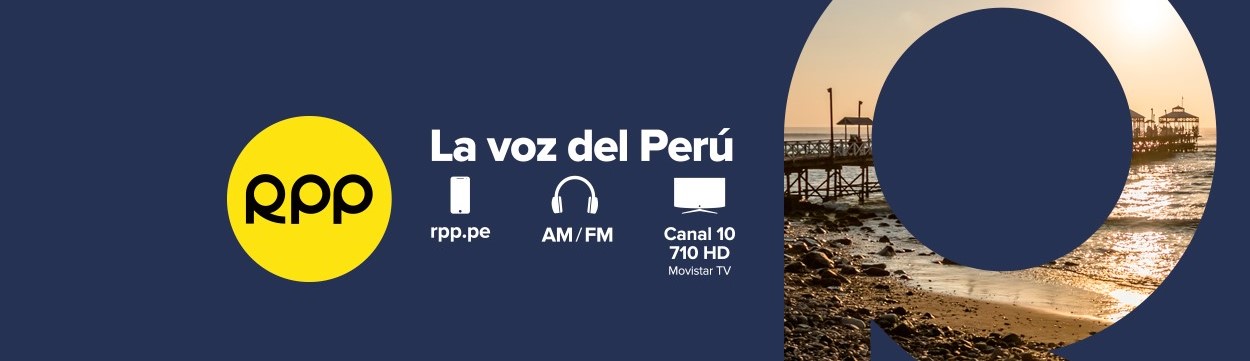 RPP
La voz del Perú
rpp.pe
AM/FM
Canal 10
710 HD
Movistar TV